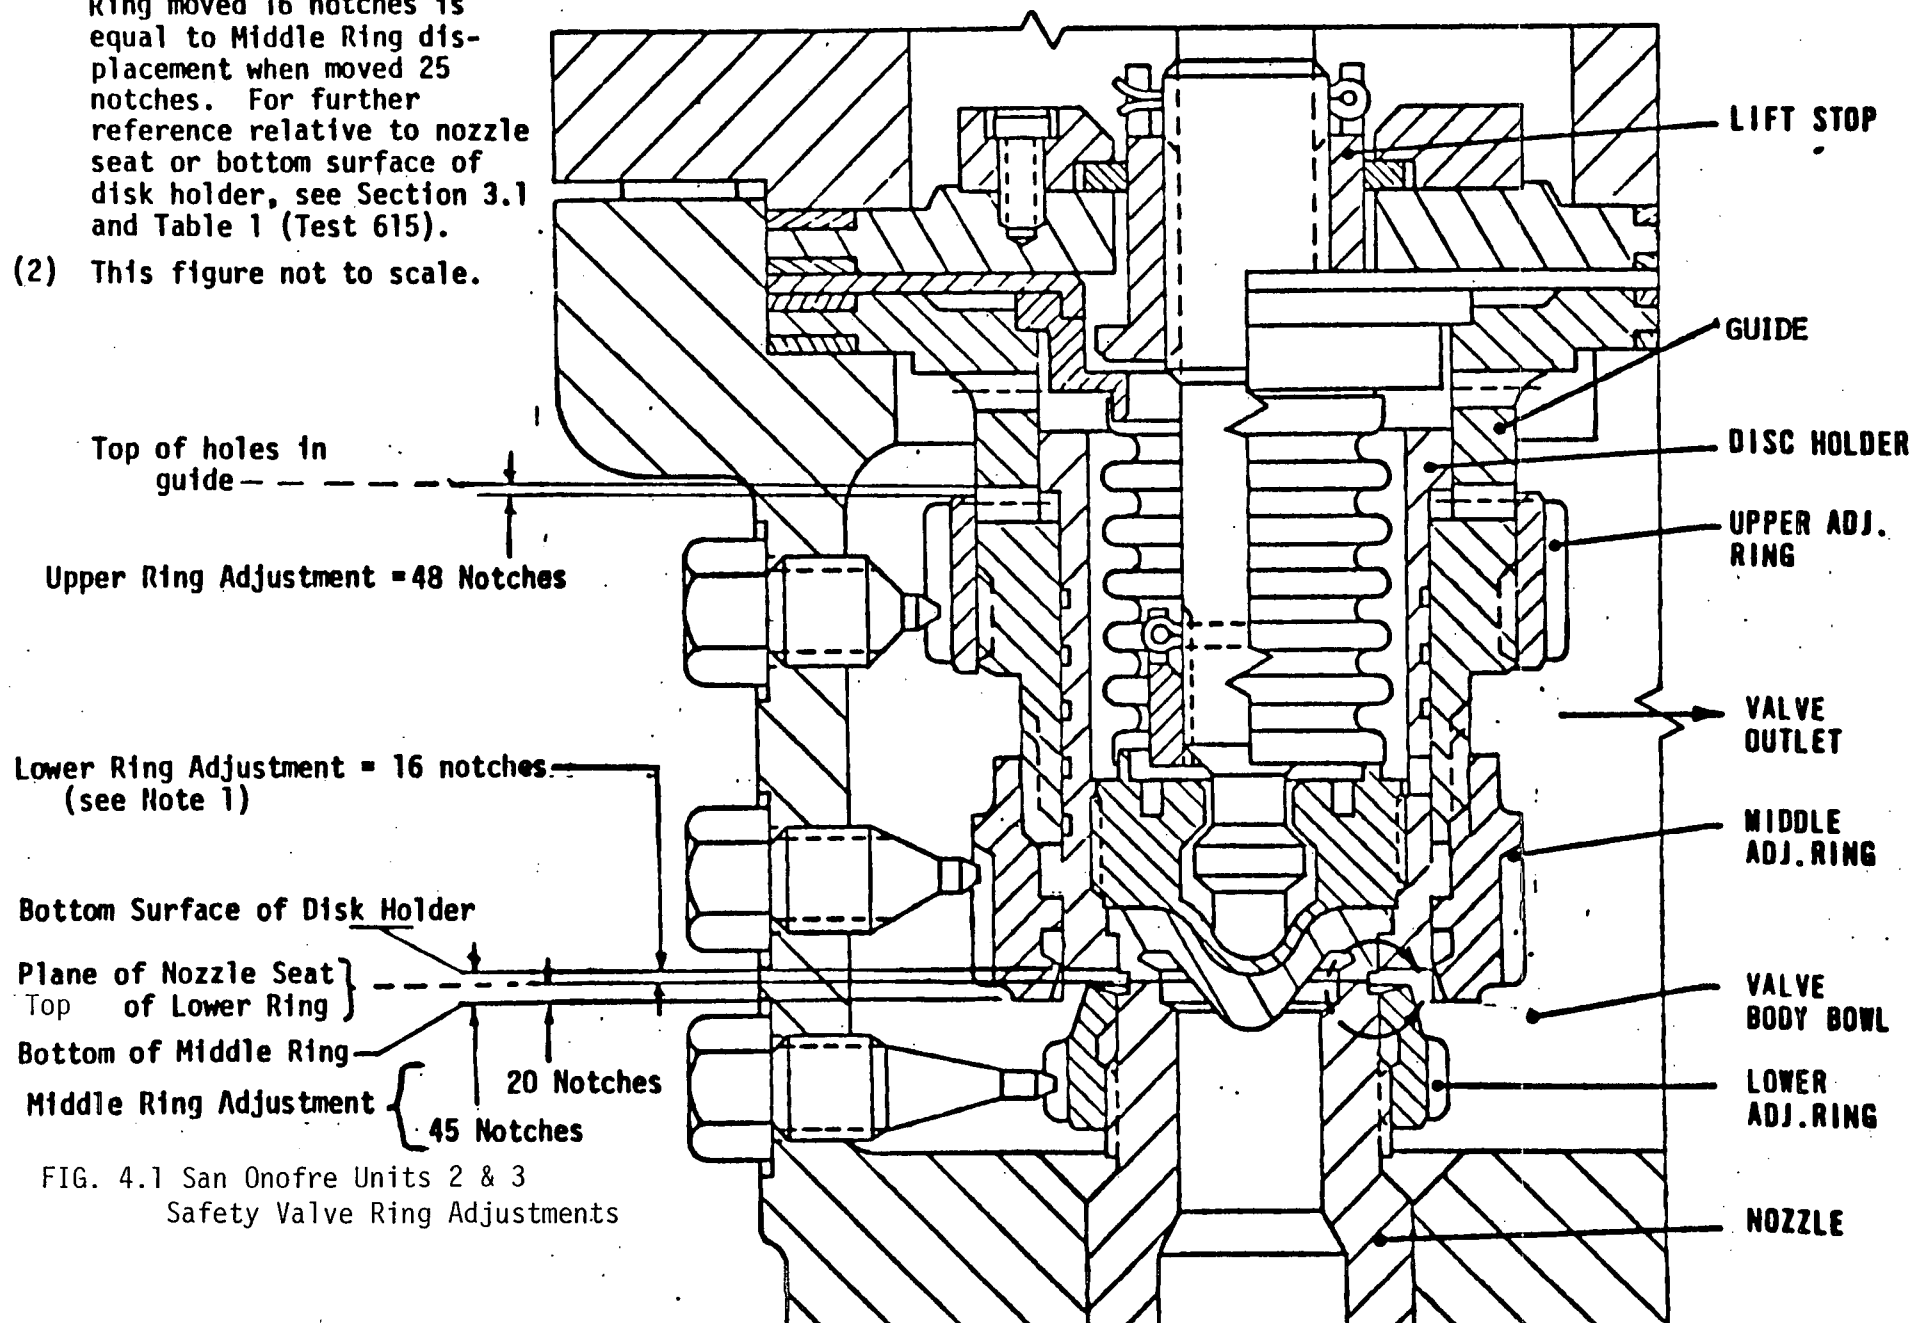 Ring moved 16 notches is
equal to Middle Ring dis-
placement when moved 25
notches. For further
reference relative to nozzle
seat or bottom surface of
disk holder, see Section 3.1
and Table 1 (Test 615).
(2) This figure not to scale.
Top of holes in
guide
Upper Ring Adjustment = 48 Notches
Lower Ring Adjustment = 16 notches
(see Note 1)
Bottom Surface of Disk Holder
Plane of Nozzle Seat
Top of Lower Ring
Bottom of Middle Ring
Middle Ring Adjustment
20 Notches
45 Notches
FIG. 4.1 San Onofre Units 2 & 3
Safety Valve Ring Adjustments
LIFT STOP
GUIDE
DISC HOLDER
UPPER ADJ.
RING
VALVE
OUTLET
MIDDLE
ADJ.RING
VALVE
BODY BOWL
LOWER
ADJ.RING
NOZZLE